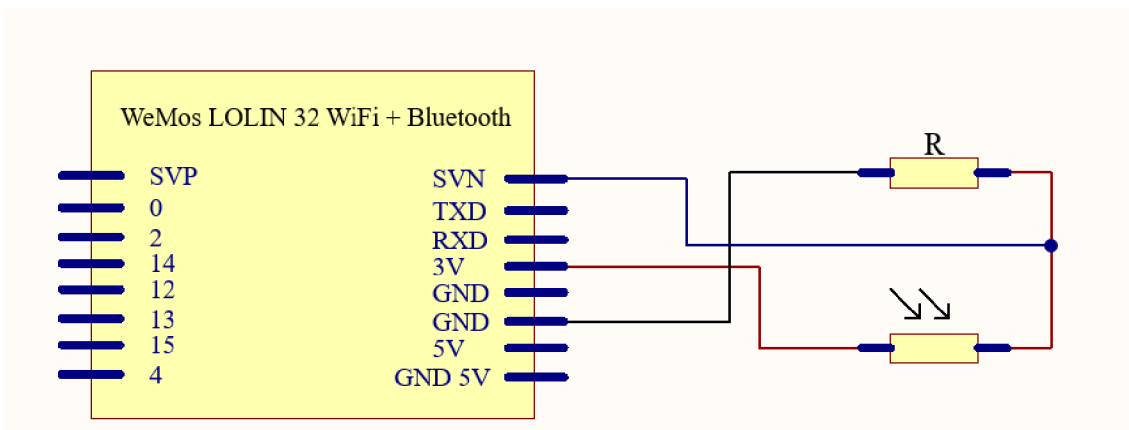 WeMos LOLIN 32 WiFi + Bluetooth
R
SVP
SVN
0
TXD
2
RXD
14
3V
12
GND
13
GND
15
5V
4
GND 5V